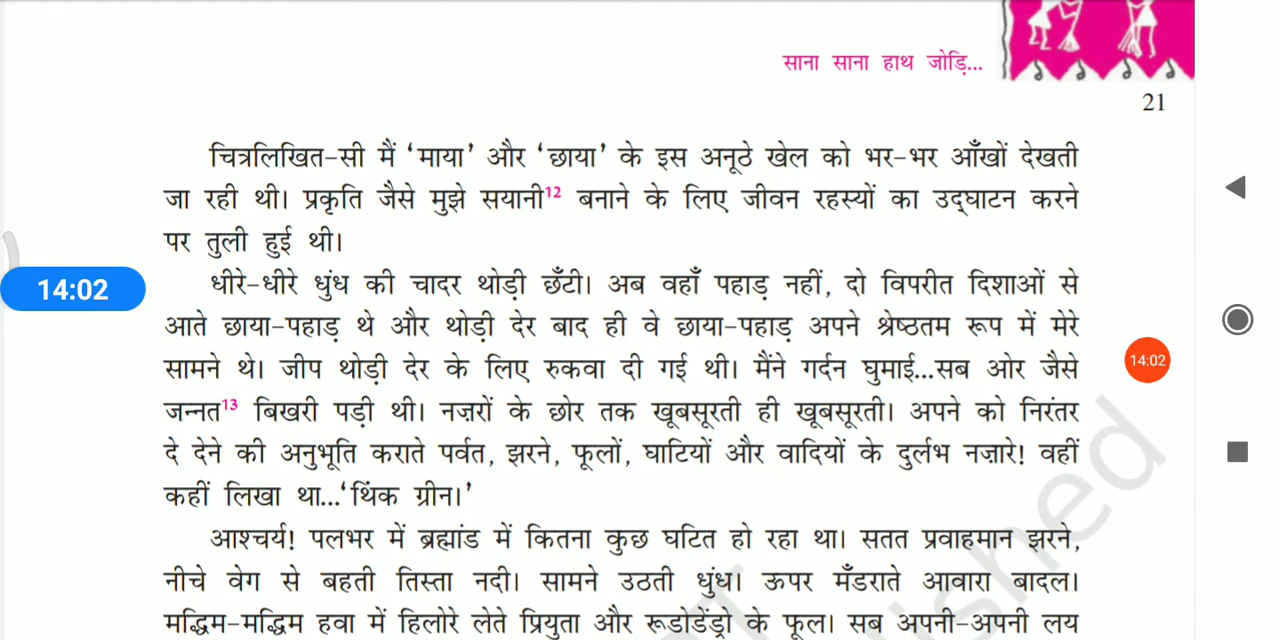 साना साना हाथ जोड़ि...
21
चित्रलिखित-सी मैं ‘माया’ और ‘छाया’ के इस अनूठे खेल को भर-भर आँखों देखती
जा रही थी। प्रकृति जैसे मुझे सयानी12 बनाने के लिए जीवन रहस्यों का उद्‍घाटन करने
पर तुली हुई थी।
धीरे-धीरे धुंध की चादर थोड़ी छँटी। अब वहाँ पहाड़ नहीं, दो विपरीत दिशाओं से
14:02
आते छाया-पहाड़ थे और थोड़ी देर बाद ही वे छाया-पहाड़ अपने श्रेष्ठतम रूप में मेरे
सामने थे। जीप थोड़ी देर के लिए रुकवा दी गई थी। मैंने गर्दन घुमाई...सब ओर जैसे
14:02
जन्नत13 बिखरी पड़ी थी। नज़रों के छोर तक खूबसूरती ही खूबसूरती। अपने को निरंतर
दे देने की अनुभूति कराते पर्वत, झरने, फूलों, घाटियों और वादियों के दुर्लभ नज़ारे! वहीं
कहीं लिखा था...‘थिंक ग्रीन।’
आश्चर्य! पलभर में ब्रह्मांड में कितना कुछ घटित हो रहा था। सतत प्रवाहमान झरने,
नीचे वेग से बहती तिस्ता नदी। सामने उठती धुंध। ऊपर मँडराते आवारा बादल।
मद्धिम-मद्धिम हवा में हिलोरे लेते प्रियुता और रूडोडेंड्रो के फूल। सब अपनी-अपनी लय